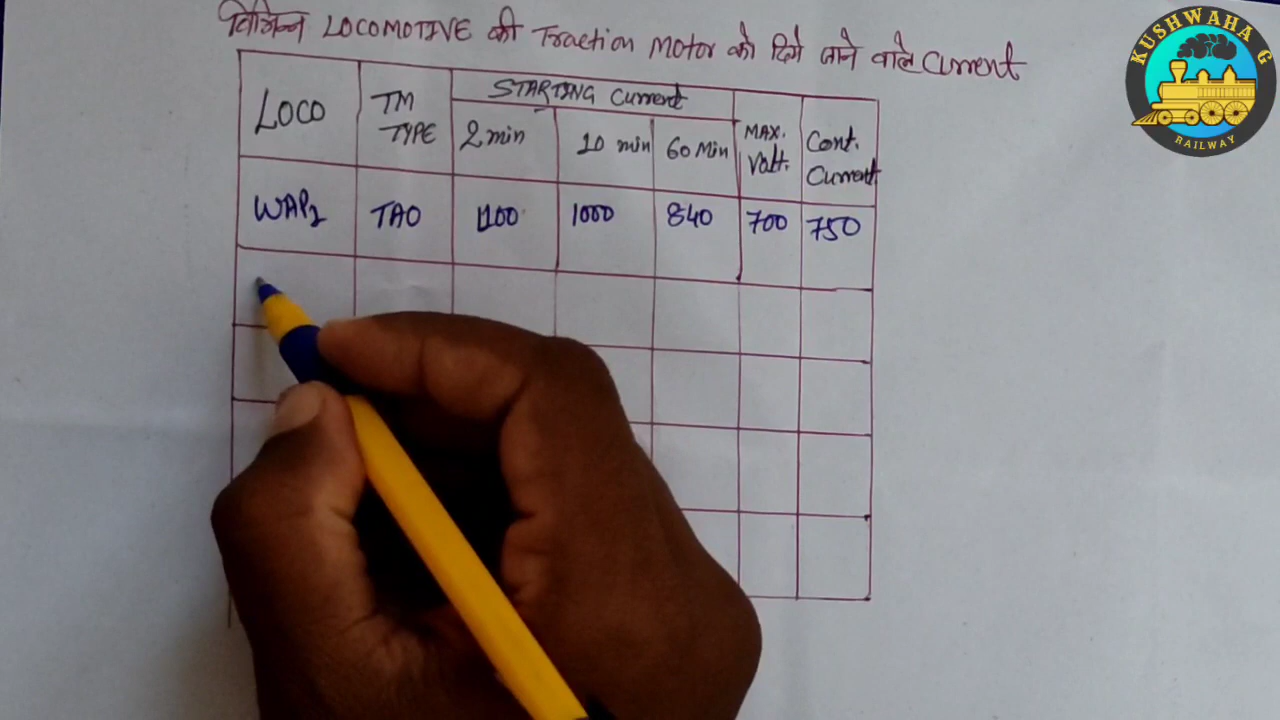 विभिन्न LOCOMOTIVE की Traction Motor को दिये जाने वाले Current
LOCO TM TYPE STARTING Current MAX. Volt. Cont. Current
2 min 10 min 60 Min
WAP1 TAO 1100 1000 840 700 750
KUSHWAHA G
RAILWAY